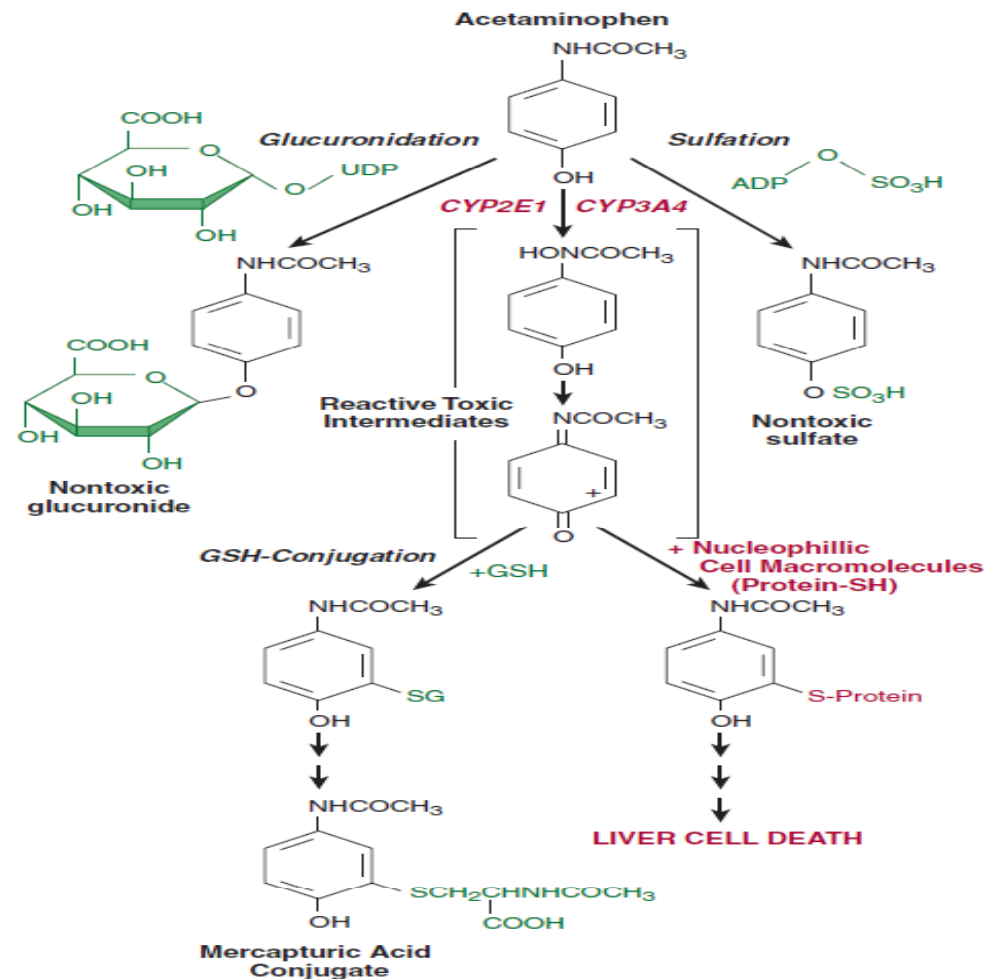 Acetaminophen
NHCOCH3
OH
COOH
O
OH
OH
OH
O
UDP
Glucuronidation
Sulfation
ADP
O
SO3H
CYP2E1
CYP3A4
NHCOCH3
O
COOH
O
OH
OH
OH
Nontoxic
glucuronide
HONCOCH3
OH
Reactive Toxic
Intermediates
NCOCH3
+
O
NHCOCH3
O SO3H
Nontoxic
sulfate
GSH-Conjugation
+GSH
+ Nucleophillic
Cell Macromolecules
(Protein-SH)
NHCOCH3
SG
OH
NHCOCH3
S-Protein
OH
NHCOCH3
SCH2CHNHCOCH3
COOH
OH
Mercapturic Acid
Conjugate
LIVER CELL DEATH